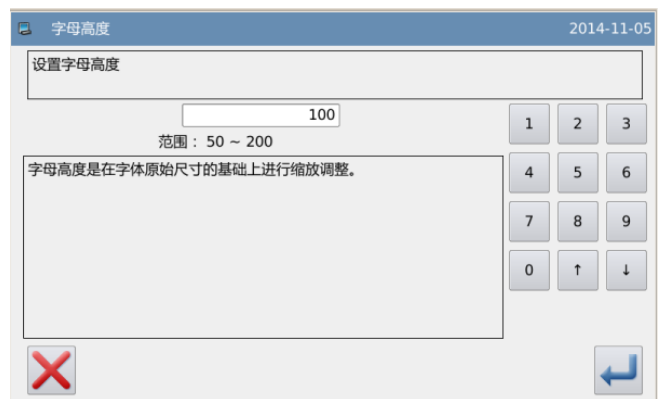 字母高度 2014-11-05
设置字母高度
100
范围： 50 ~ 200
字母高度是在字体原始尺寸的基础上进行缩放调整。
1 2 3
4 5 6
7 8 9
0 ↑ ↓